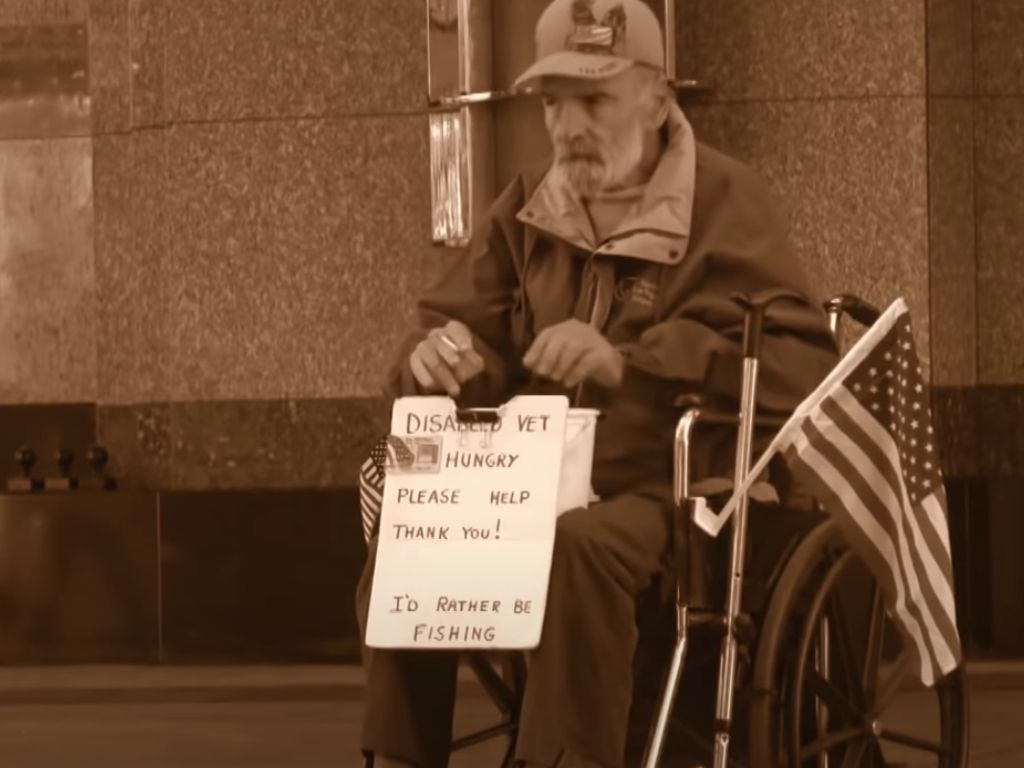 DISABLED VET
HUNGRY
PLEASE HELP
THANK YOU!
I'D RATHER BE
FISHING